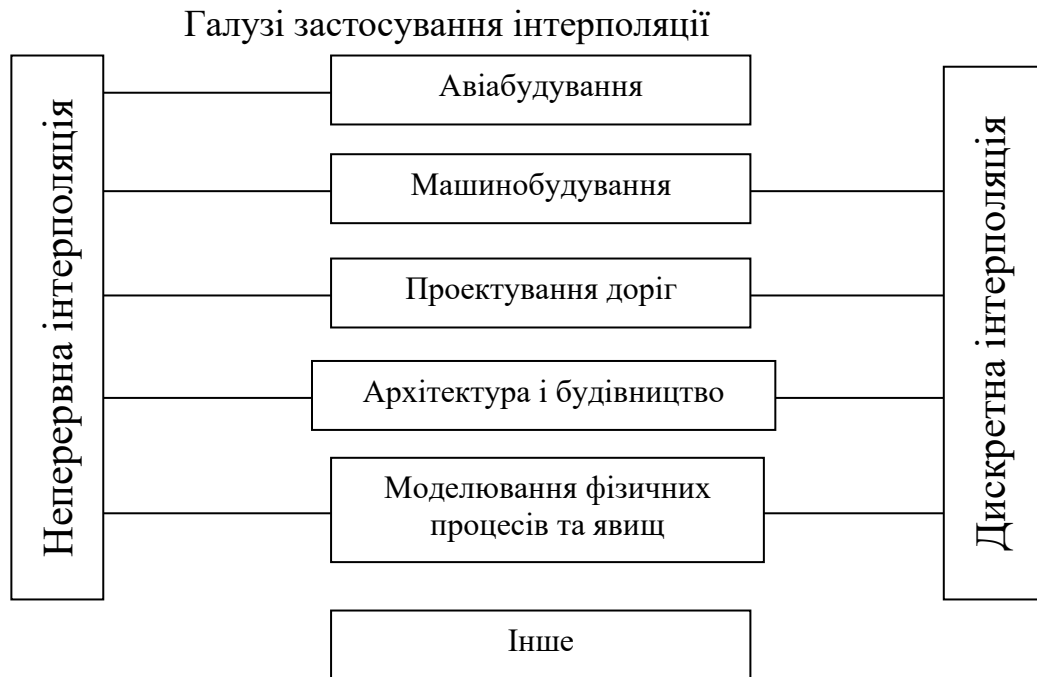 Галузі застосування інтерполяції
Неперервна інтерполяція
Авіабудування
Машинобудування
Проектування доріг
Архітектура і будівництво
Моделювання фізичних
процесів та явищ
Інше
Дискретна інтерполяція